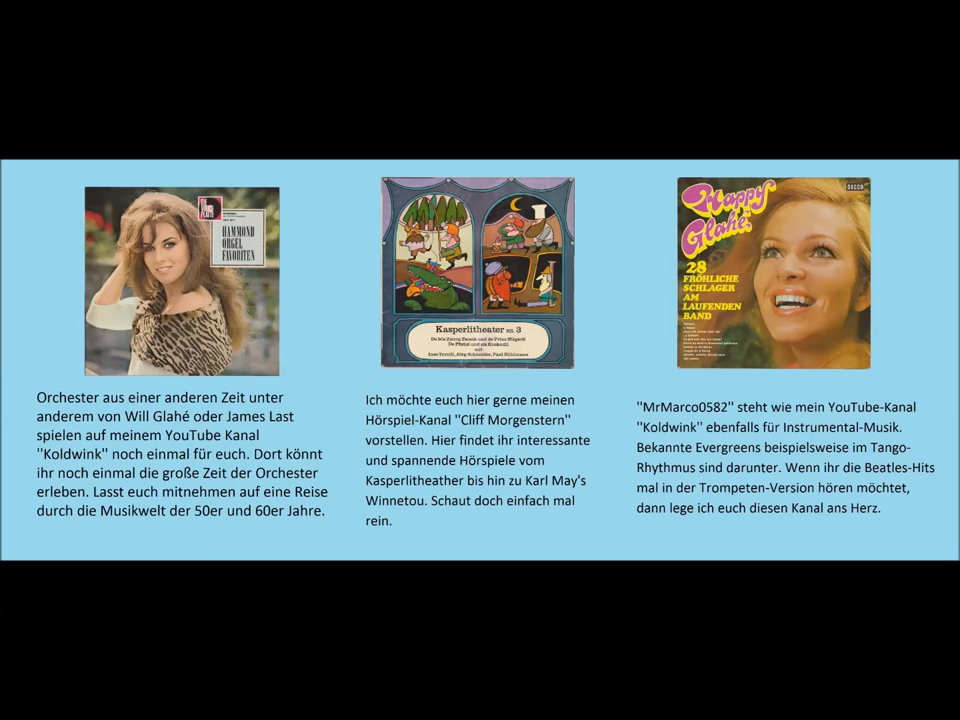 HAMMOND
ORGEL
FAVORITEN
Orchester aus einer anderen Zeit unter
anderem von Will Glahé oder James Last
spielen auf meinem YouTube Kanal
"Koldwink" noch einmal für euch. Dort könnt
ihr noch einmal die große Zeit der Orchester
erleben. Lasst euch mitnehmen auf eine Reise
durch die Musikwelt der 50er und 60er Jahre.
Kasperlitheater NR. 3
mit
Ines Torelli, Jörg Schneider, Paul Bühlmann
Ich möchte euch hier gerne meinen
Hörspiel-Kanal "Cliff Morgenstern"
vorstellen. Hier findet ihr interessante
und spannende Hörspiele vom
Kasperlitheather bis hin zu Karl May's
Winnetou. Schaut doch einfach mal
rein.
DECCA
Happy
Glahé
28
FRÖHLICHE
SCHLAGER
AM
LAUFENDEN
BAND
"MrMarco0582" steht wie mein YouTube-Kanal
"Koldwink" ebenfalls für Instrumental-Musik.
Bekannte Evergreens beispielsweise im Tango-
Rhythmus sind darunter. Wenn ihr die Beatles-Hits
mal in der Trompeten-Version hören möchtet,
dann lege ich euch diesen Kanal ans Herz.